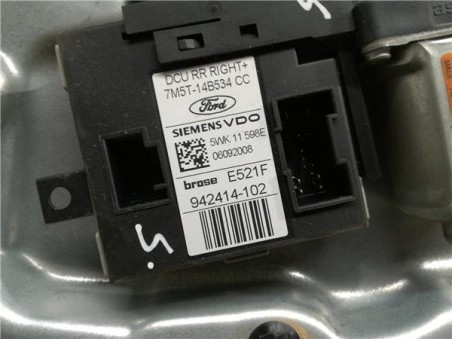 DCU RR RIGHT+
7M5T-14B534 CC
Ford
SIEMENS VDO
5WK 11 598E
06092008
brose E521F
942414-102